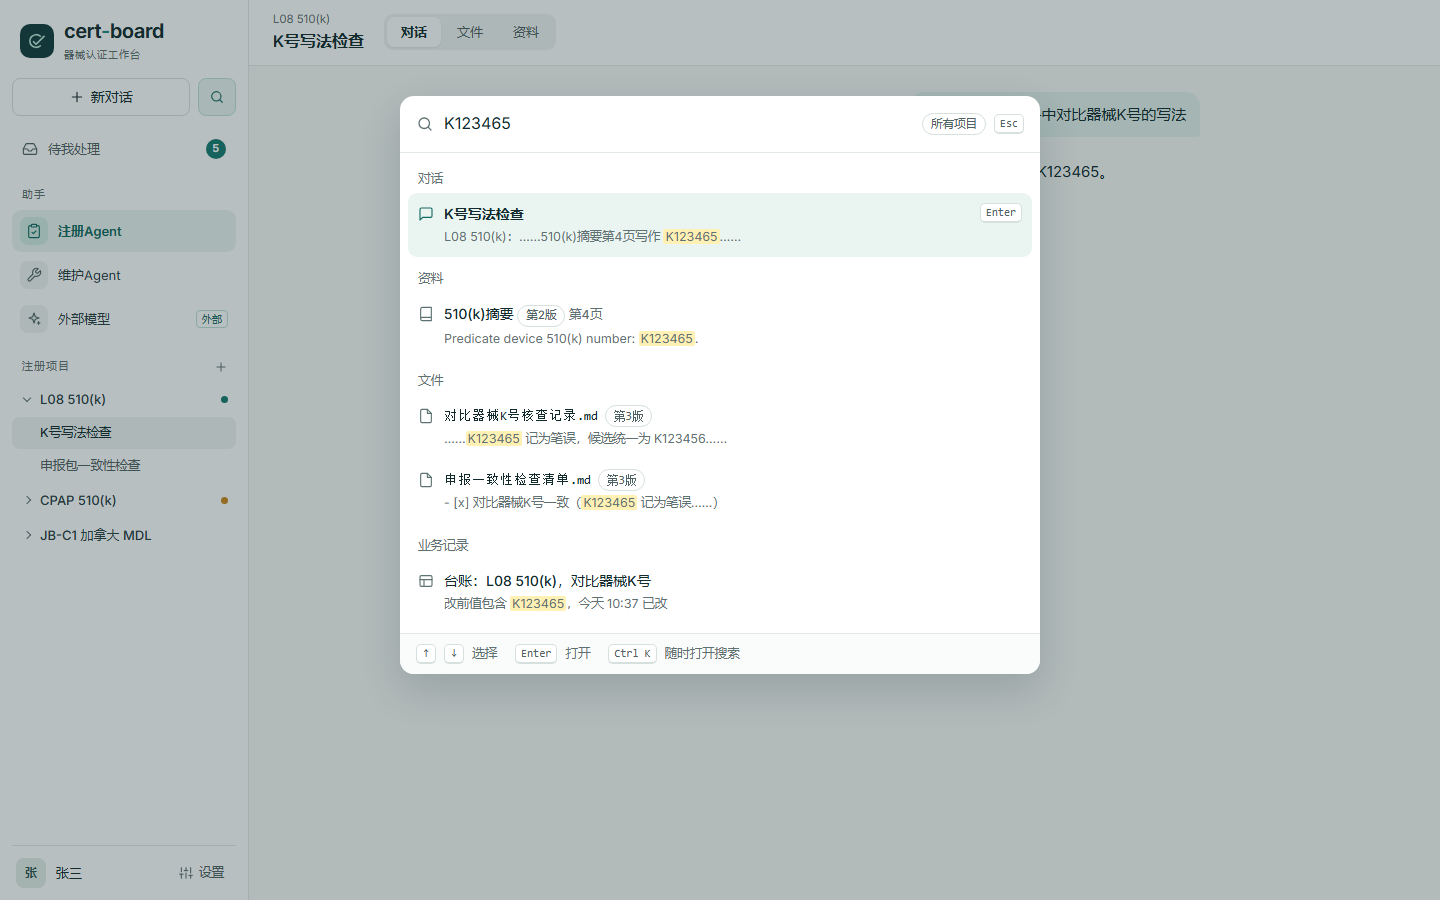 cert-board
器械认证工作台
新对话
待我处理 5
助手
注册Agent
维护Agent
外部模型 外部
注册项目
L08 510(k)
K号写法检查
申报包一致性检查
CPAP 510(k)
JB-C1 加拿大 MDL
张 张三 设置
L08 510(k)
K号写法检查
对话 文件 资料
中对比器械K号的写法
K123465。
K123465 所有项目 Esc
对话
K号写法检查 Enter
L08 510(k)：……510(k)摘要第4页写作 K123465……
资料
510(k)摘要 第2版 第4页
Predicate device 510(k) number: K123465.
文件
对比器械K号核查记录.md 第3版
……K123465 记为笔误，候选统一为 K123456……
申报一致性检查清单.md 第3版
- [x] 对比器械K号一致（K123465 记为笔误……）
业务记录
台账：L08 510(k)，对比器械K号
改前值包含 K123465，今天 10:37 已改
↑ ↓ 选择 Enter 打开 Ctrl K 随时打开搜索